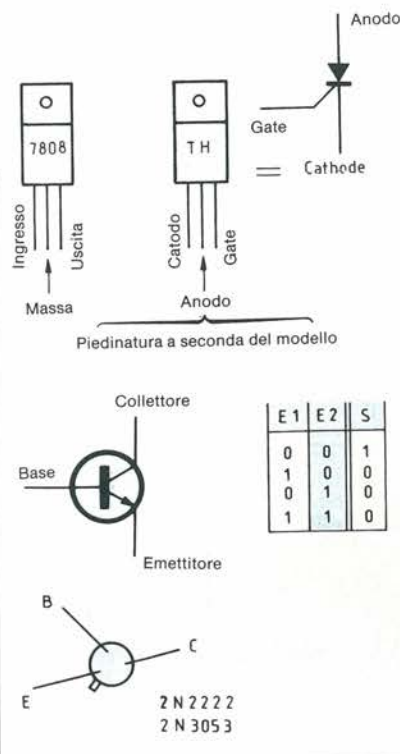 Anodo
7808
TH
Gate
=
Cathode
Ingresso
Uscita
Catodo
Gate
Massa
Anodo
Piedinatura a seconda del modello
Collettore
Base
Emettitore
E1 E2 S
0 0 1
1 0 0
0 1 0
1 1 0
B
C
E
2N2222
2N3053